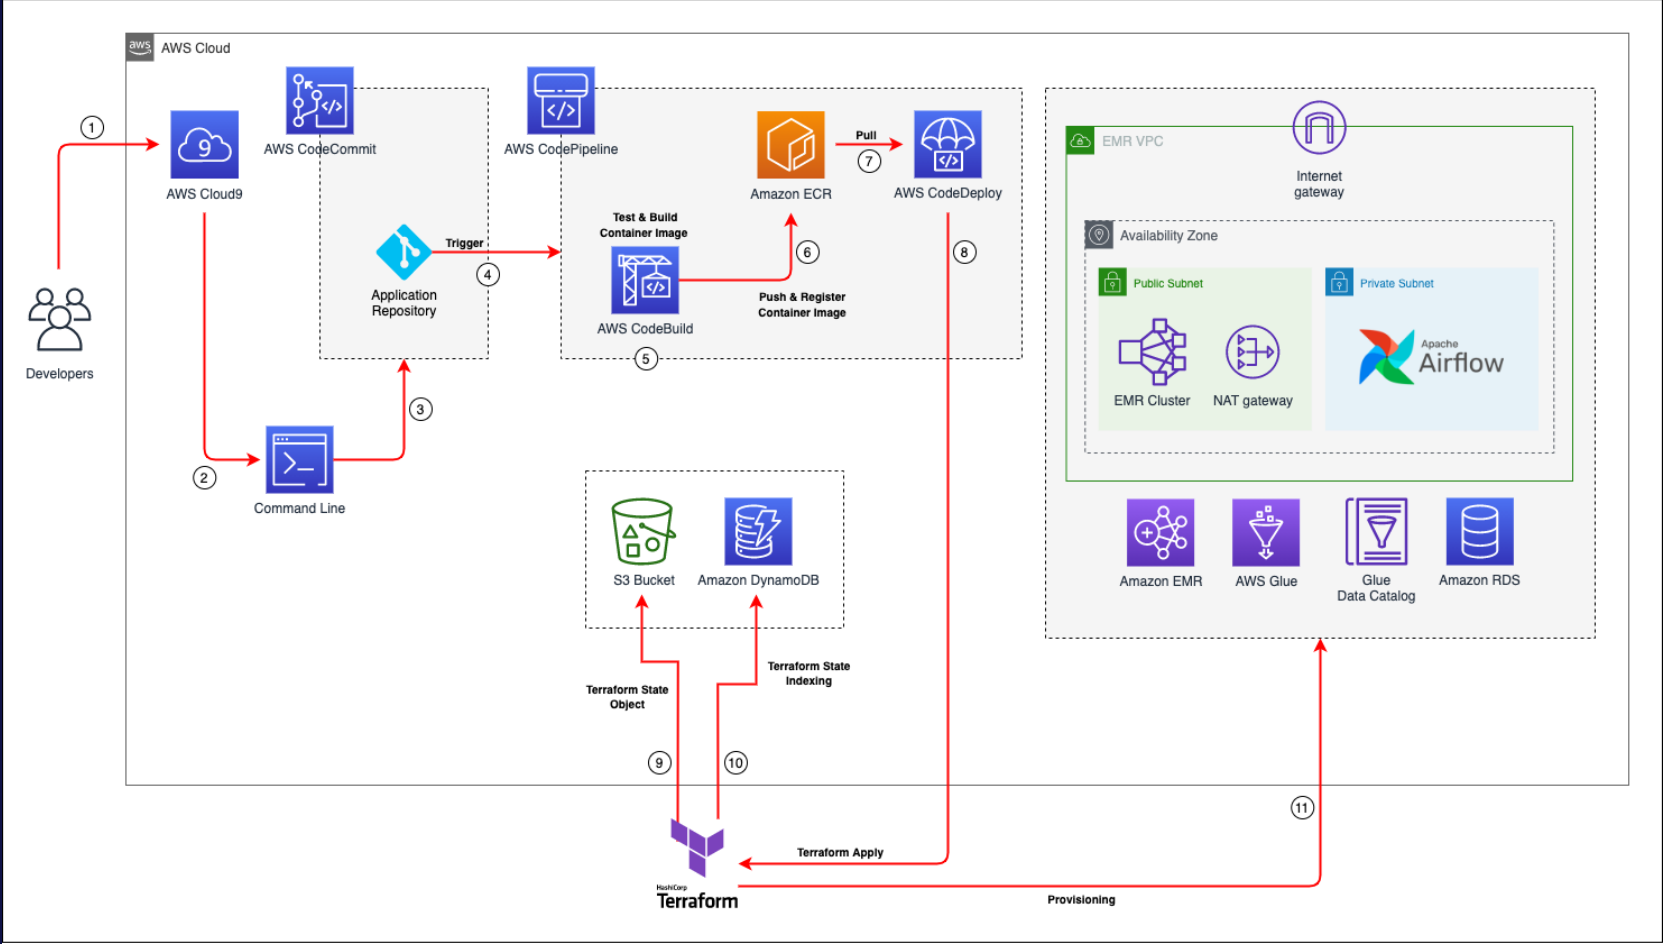 aws
AWS Cloud
1
9
AWS Cloud9
AWS CodeCommit
AWS CodePipeline
Amazon ECR
Pull
7
AWS CodeDeploy
Internet
gateway
EMR VPC
Availability Zone
Public Subnet
Private Subnet
EMR Cluster
NAT gateway
Apache
Airflow
Application
Repository
Trigger
4
Test & Build
Container Image
AWS CodeBuild
5
6
Push & Register
Container Image
8
Developers
2
3
Command Line
S3 Bucket
Amazon DynamoDB
Amazon EMR
AWS Glue
Glue
Data Catalog
Amazon RDS
Terraform State
Object
Terraform State
Indexing
9
10
11
Terraform Apply
HashiCorp
Terraform
Provisioning